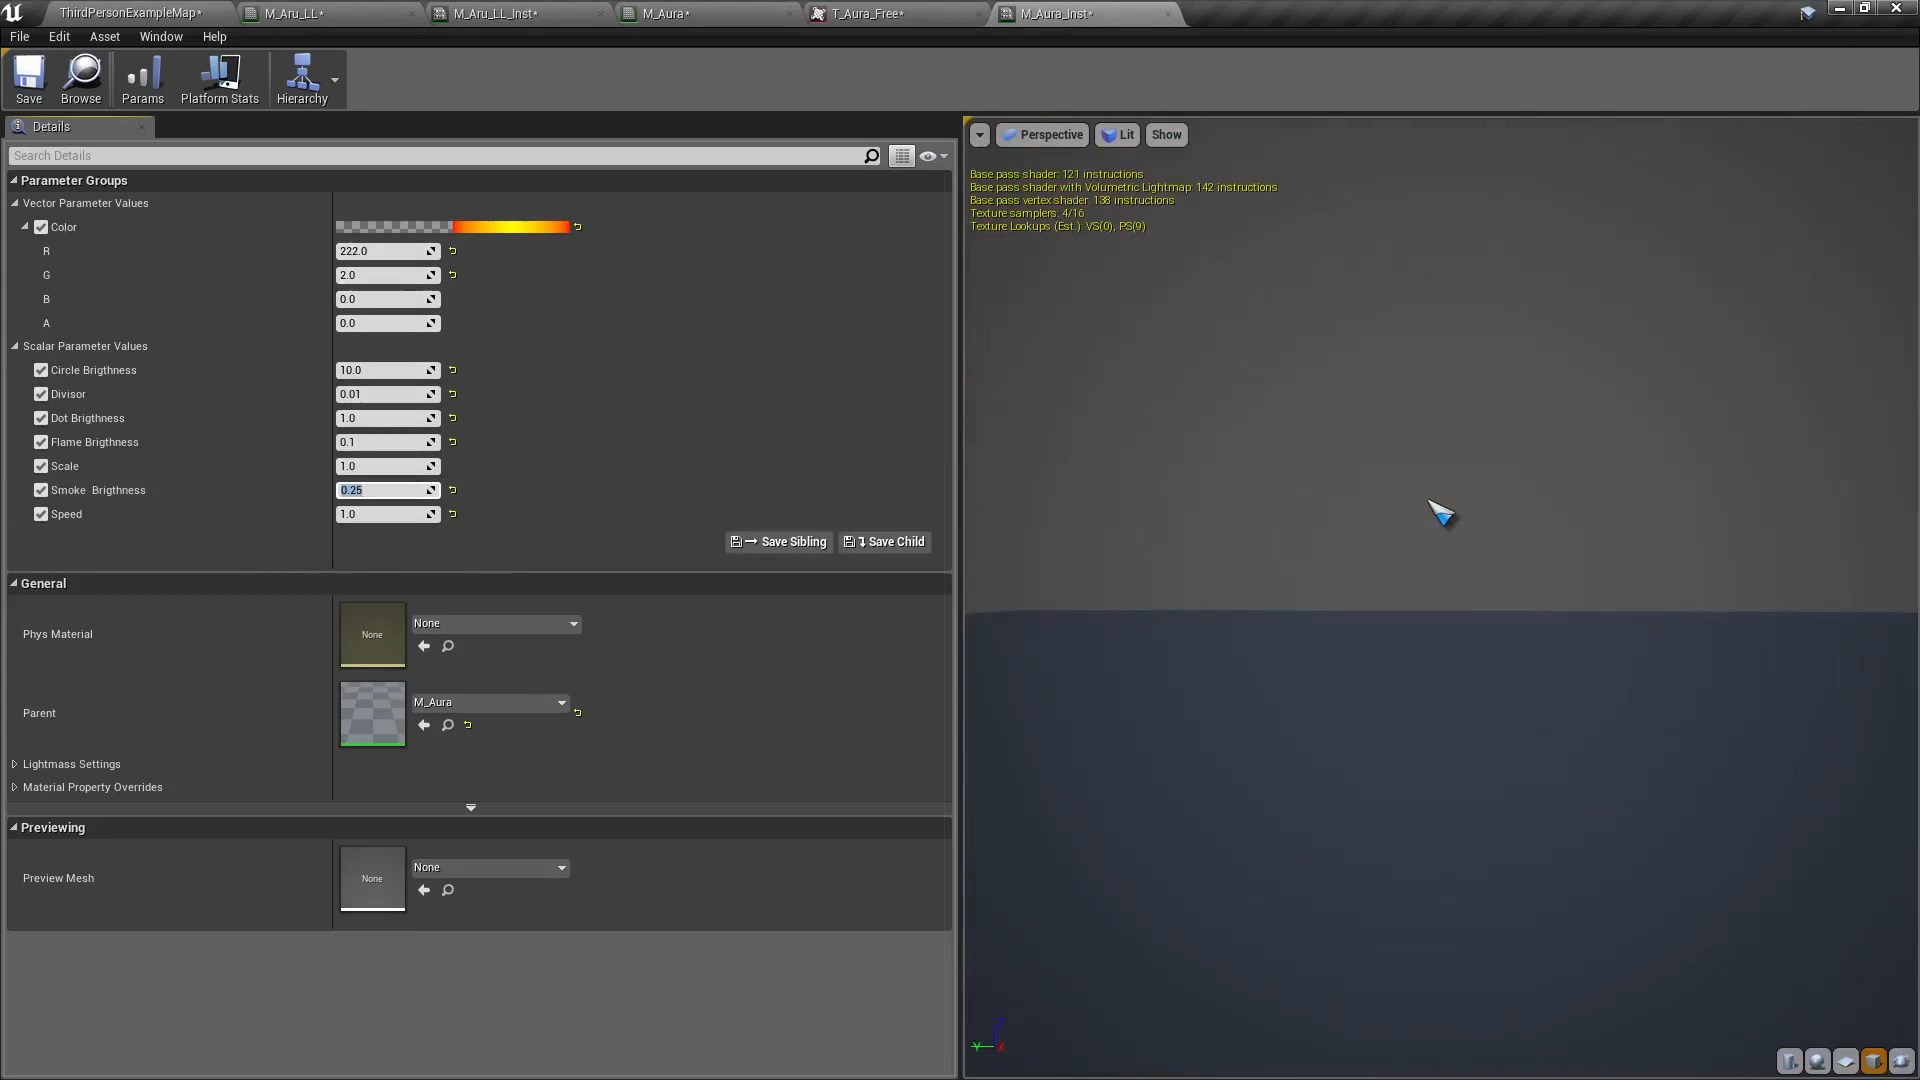 ThirdPersonExampleMap* M_Aru_LL* M_Aru_LL_Inst* M_Aura* T_Aura_Free* M_Aura_Inst*
File Edit Asset Window Help
Save Browse Params Platform Stats Hierarchy
Details
Search Details
Parameter Groups
Vector Parameter Values
Color
R 222.0
G 2.0
B 0.0
A 0.0
Scalar Parameter Values
Circle Brigthness 10.0
Divisor 0.01
Dot Brigthness 1.0
Flame Brigthness 0.1
Scale 1.0
Smoke Brigthness 0.25
Speed 1.0
Save Sibling Save Child
General
Phys Material None None
Parent M_Aura
Lightmass Settings
Material Property Overrides
Previewing
Preview Mesh None None
Perspective Lit Show
Base pass shader: 121 instructions
Base pass shader with Volumetric Lightmap: 142 instructions
Base pass vertex shader: 138 instructions
Texture samplers: 4/16
Texture Lookups (Est.): VS(0), PS(9)
Z
Y X